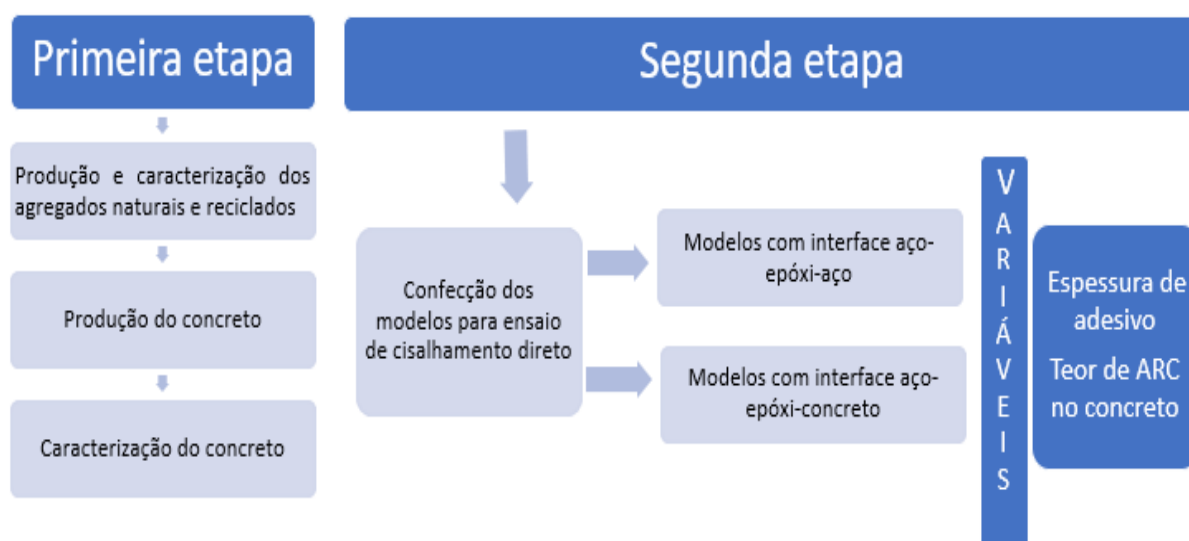 Primeira etapa
Produção e caracterização dos
agregados naturais e reciclados
Produção do concreto
Caracterização do concreto
Segunda etapa
Confecção dos
modelos para ensaio
de cisalhamento direto
Modelos com interface aço-
epóxi-aço
Modelos com interface aço-
epóxi-concreto
V
A
R
I
Á
V
E
I
S
Espessura de
adesivo
Teor de ARC
no concreto